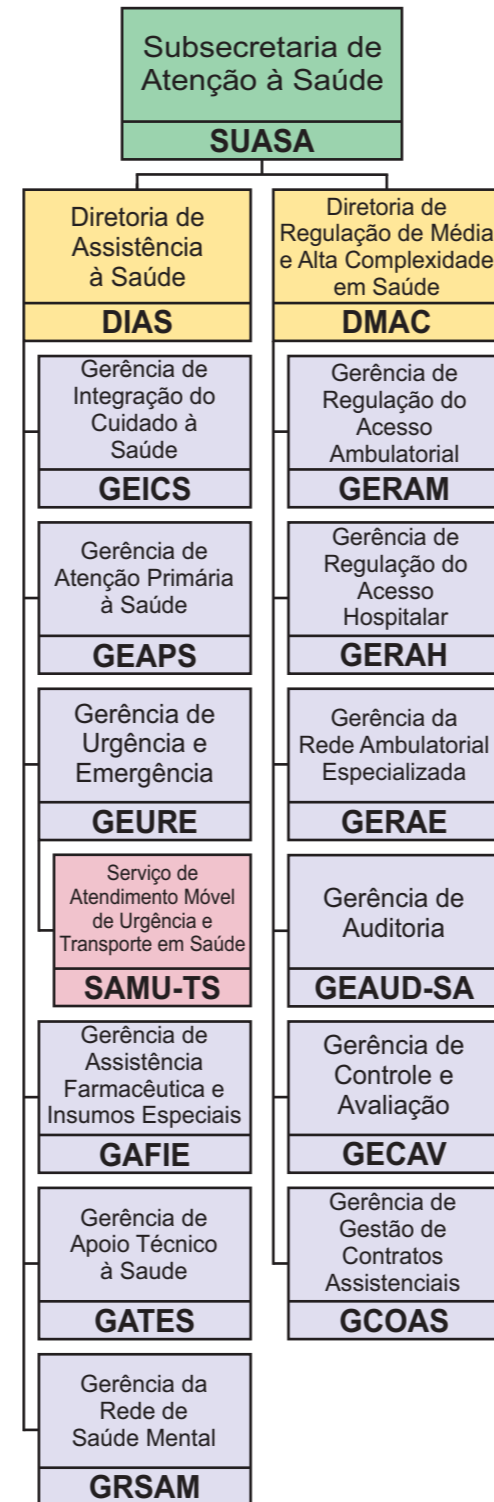 Subsecretaria de
Atenção à Saúde
SUASA
Diretoria de
Assistência
à Saúde
DIAS
Gerência de
Integração do
Cuidado à
Saúde
GEICS
Gerência de
Atenção Primária
à Saúde
GEAPS
Gerência de
Urgência e
Emergência
GEURE
Serviço de
Atendimento Móvel
de Urgência e
Transporte em Saúde
SAMU-TS
Gerência de
Assistência
Farmacêutica e
Insumos Especiais
GAFIE
Gerência de
Apoio Técnico
à Saude
GATES
Gerência da
Rede de
Saúde Mental
GRSAM
Diretoria de
Regulação de Média
e Alta Complexidade
em Saúde
DMAC
Gerência de
Regulação do
Acesso
Ambulatorial
GERAM
Gerência de
Regulação do
Acesso
Hospitalar
GERAH
Gerência da
Rede Ambulatorial
Especializada
GERAE
Gerência de
Auditoria
GEAUD-SA
Gerência de
Controle e
Avaliação
GECAV
Gerência de
Gestão de
Contratos
Assistenciais
GCOAS